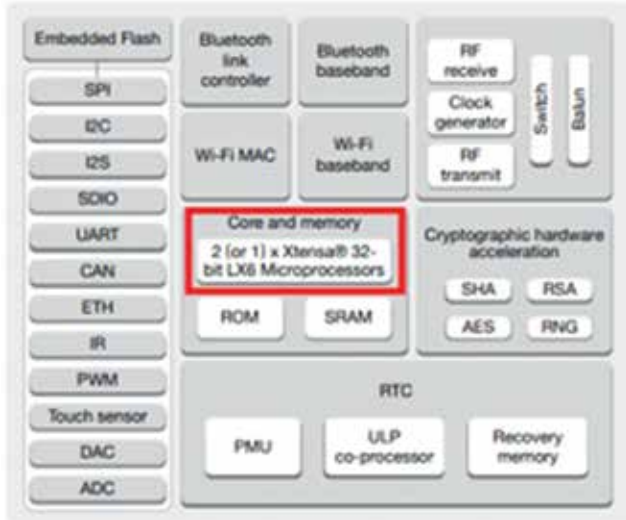 Embedded Flash
SPI
I2C
I2S
SDIO
UART
CAN
ETH
IR
PWM
Touch sensor
DAC
ADC
Bluetooth
link
controller
Bluetooth
baseband
Wi-Fi MAC
Wi-Fi
baseband
RF
receive
Clock
generator
RF
transmit
Switch
Balun
Core and memory
2 (or 1) x Xtensa® 32-
bit LX6 Microprocessors
ROM
SRAM
Cryptographic hardware
acceleration
SHA
RSA
AES
RNG
RTC
PMU
ULP
co-processor
Recovery
memory